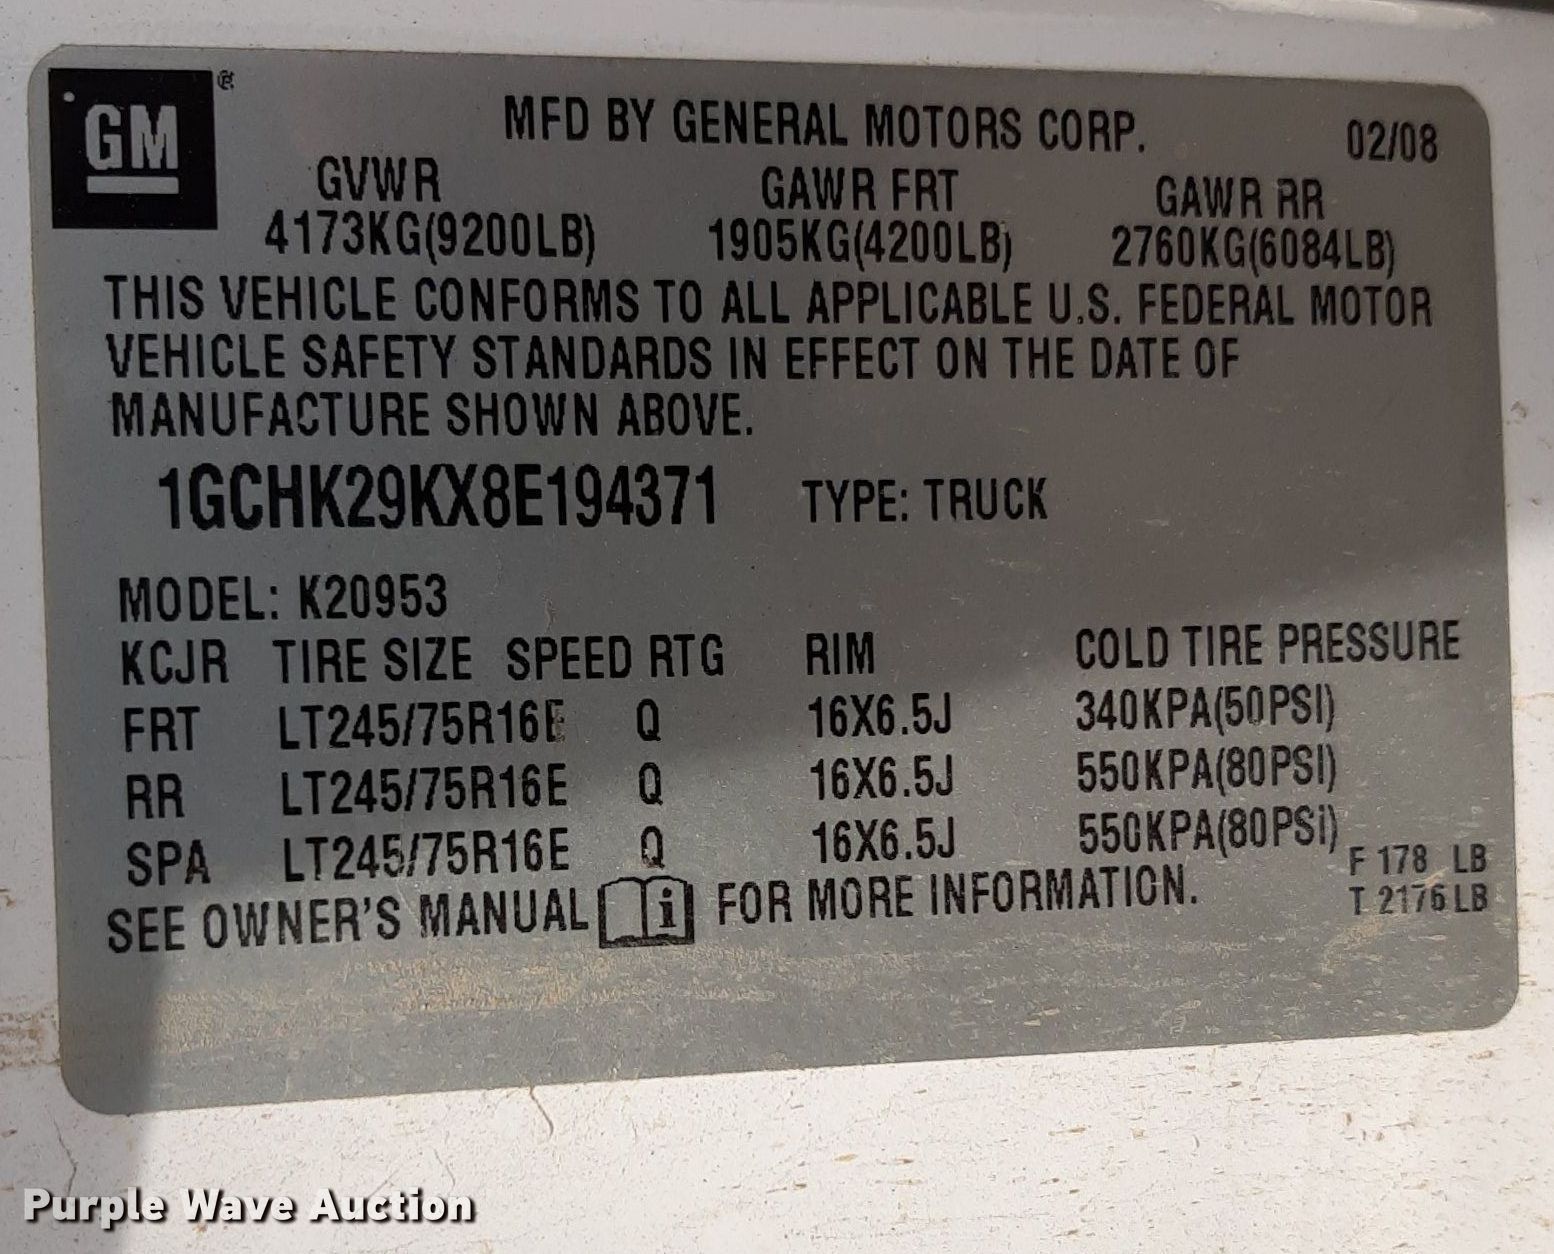 GM
MFD BY GENERAL MOTORS CORP. 02/08
GVWR GAWR FRT GAWR RR
4173KG(9200LB) 1905KG(4200LB) 2760KG(6084LB)
THIS VEHICLE CONFORMS TO ALL APPLICABLE U.S. FEDERAL MOTOR
VEHICLE SAFETY STANDARDS IN EFFECT ON THE DATE OF
MANUFACTURE SHOWN ABOVE.
1GCHK29KX8E194371 TYPE: TRUCK
MODEL: K20953
KCJR TIRE SIZE SPEED RTG RIM COLD TIRE PRESSURE
FRT LT245/75R16E Q 16X6.5J 340KPA(50PSI)
RR LT245/75R16E Q 16X6.5J 550KPA(80PSI)
SPA LT245/75R16E Q 16X6.5J 550KPA(80PSI)
F 178 LB
SEE OWNER'S MANUAL i FOR MORE INFORMATION.
T 2176 LB
Purple Wave Auction